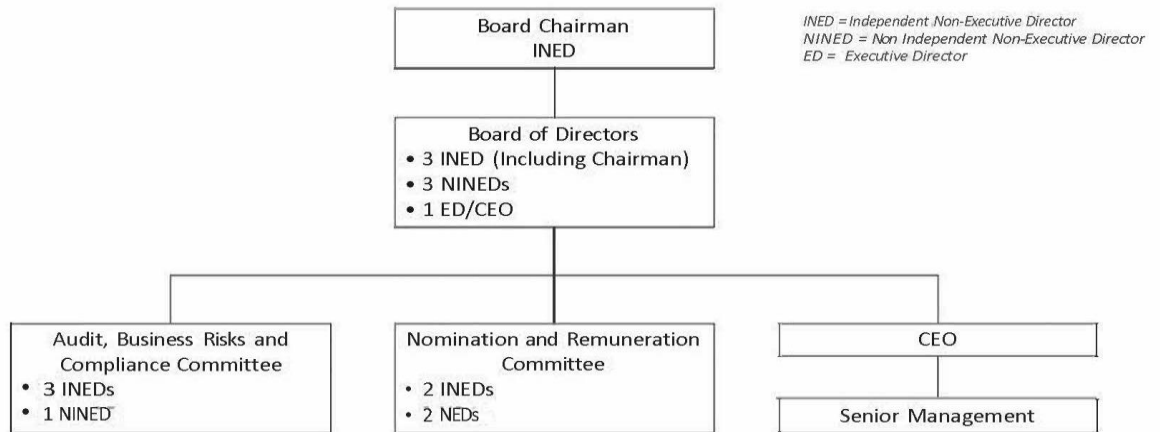 Board Chairman
INED
INED = Independent Non-Executive Director
NINED = Non Independent Non-Executive Director
ED = Executive Director
Board of Directors
• 3 INED (Including Chairman)
• 3 NINEDs
• 1 ED/CEO
Audit, Business Risks and
Compliance Committee
• 3 INEDs
• 1 NINED
Nomination and Remuneration
Committee
• 2 INEDs
• 2 NEDs
CEO
Senior Management